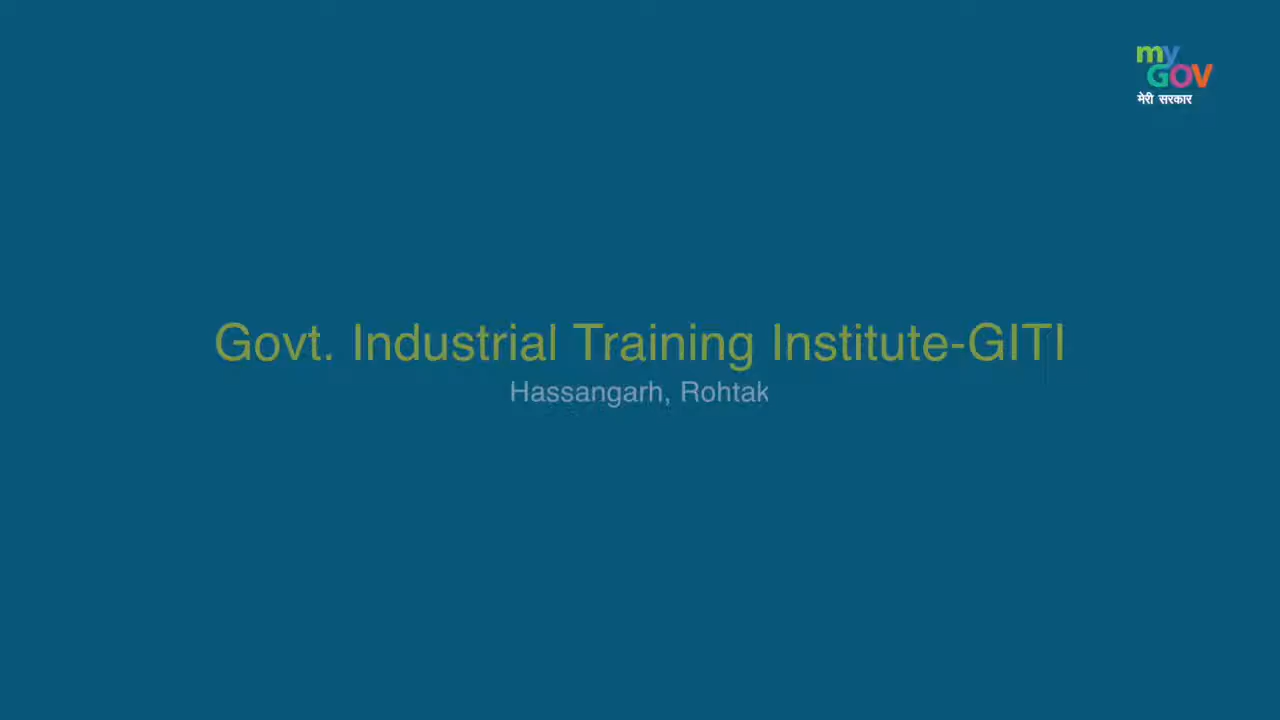 my
GOV
मेरी सरकार
Govt. Industrial Training Institute-GITI
Hassangarh, Rohtak